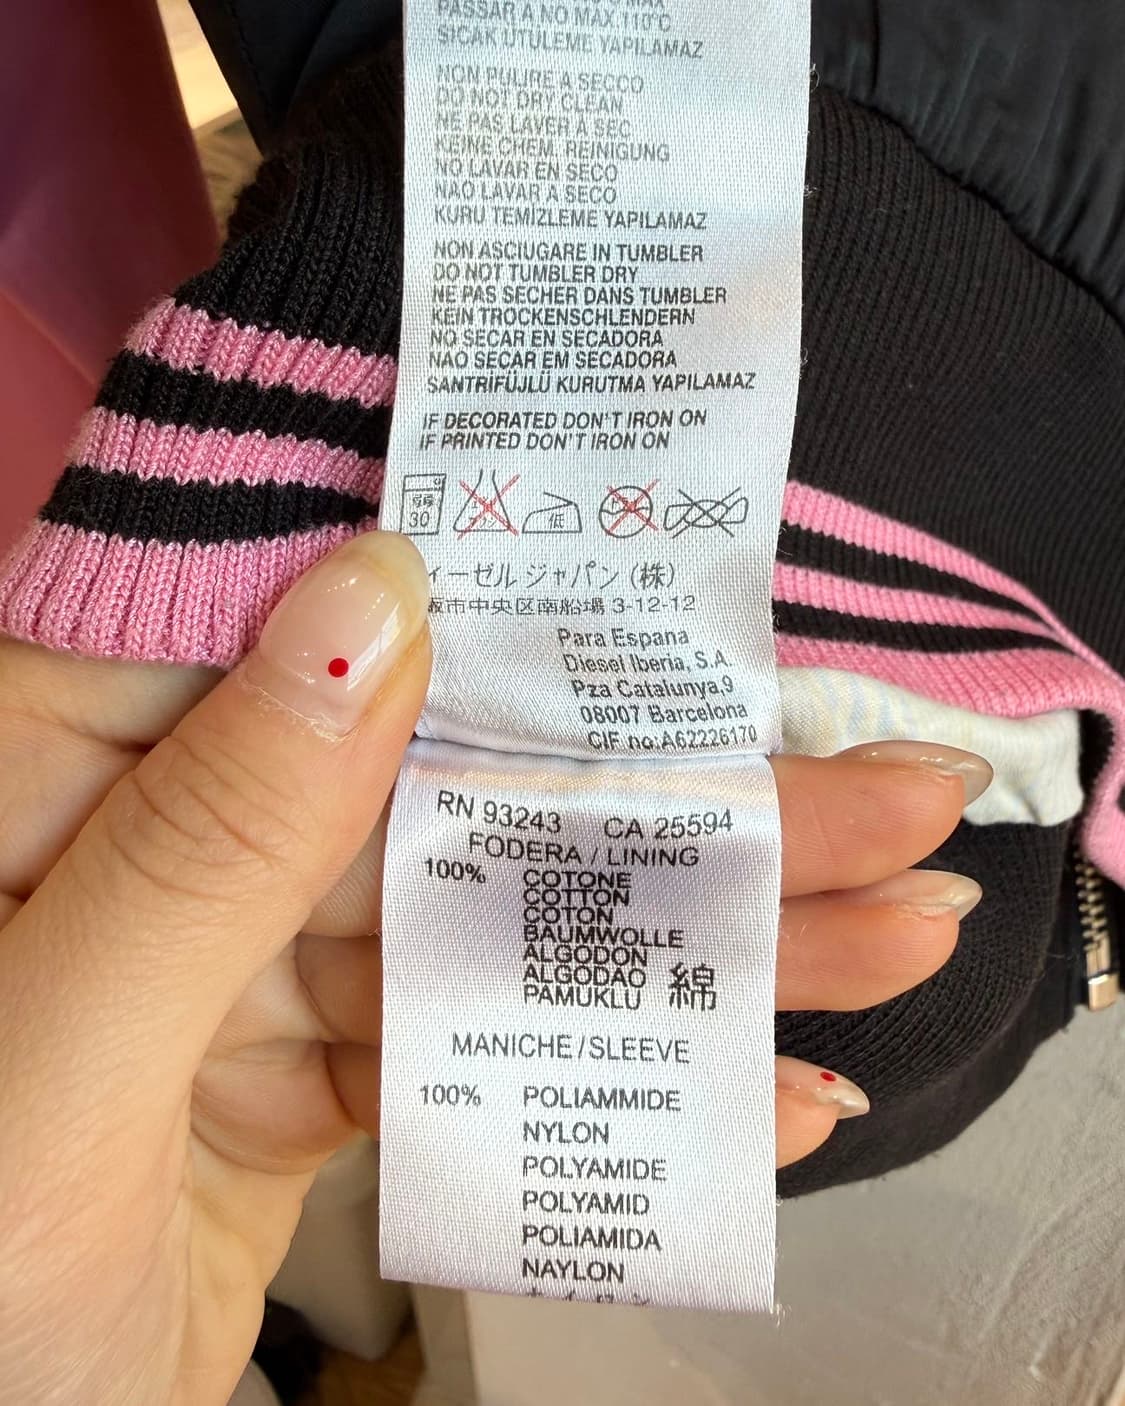 PASSAR A NO MAX.110°C
SICAK ÜTÜLEME YAPILAMAZ
NON PULIRE A SECCO
DO NOT DRY CLEAN
NE PAS LAVER A SEC
KEINE CHEM. REINIGUNG
NO LAVAR EN SECO
NAO LAVAR A SECO
KURU TEMIZLEME YAPILAMAZ
NON ASCIUGARE IN TUMBLER
DO NOT TUMBLER DRY
NE PAS SECHER DANS TUMBLER
KEIN TROCKENSCHLENDERN
NO SECAR EN SECADORA
NAO SECAR EM SECADORA
SANTRIFÜJLÜ KURUTMA YAPILAMAZ
IF DECORATED DON'T IRON ON
IF PRINTED DON'T IRON ON
30 低
ィーゼル ジャパン (株)
阪市中央区南船場 3-12-12
Para Espana
Diesel Iberia, S.A.
Pza Catalunya,9
08007 Barcelona
CIF no:A62226170
RN 93243 CA 25594
FODERA / LINING
100% COTONE
COTTON
COTON
BAUMWOLLE
ALGODON
ALGODAO
PAMUKLU 綿
MANICHE/SLEEVE
100% POLIAMMIDE
NYLON
POLYAMIDE
POLYAMID
POLIAMIDA
NAYLON